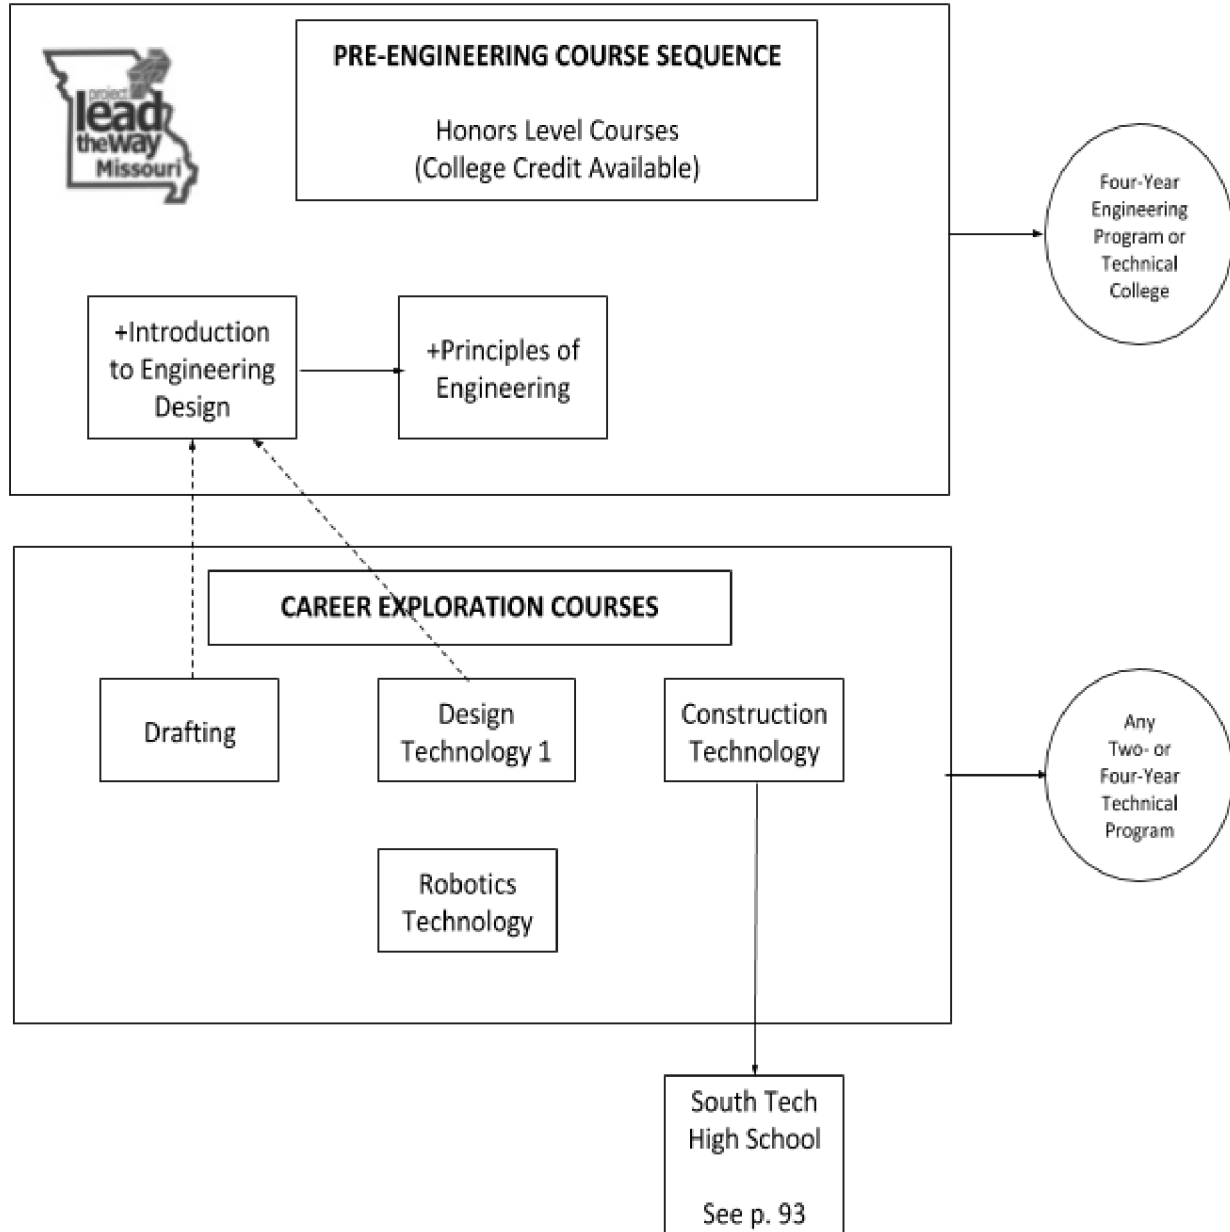 project
lead
theWay
Missouri
PRE-ENGINEERING COURSE SEQUENCE
Honors Level Courses
(College Credit Available)
Four-Year
Engineering
Program or
Technical
College
+Introduction
to Engineering
Design
+Principles of
Engineering
CAREER EXPLORATION COURSES
Drafting
Design
Technology 1
Construction
Technology
Any
Two- or
Four-Year
Technical
Program
Robotics
Technology
South Tech
High School
See p. 93